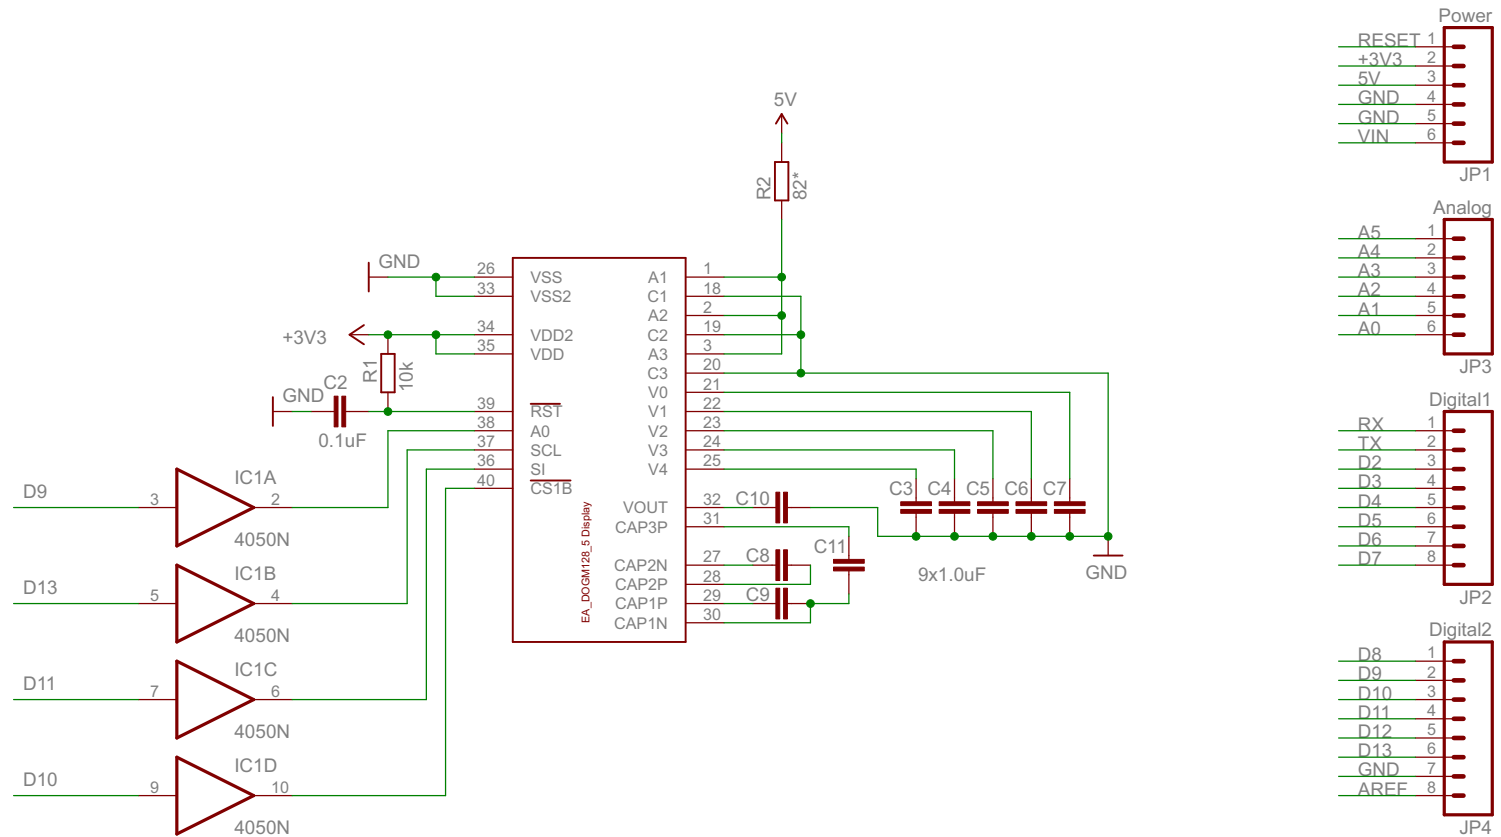 5V
R2
82*
GND
+3V3
R1
10k
GND
C2
0.1uF
26 VSS
33 VSS2
34 VDD2
35 VDD
39 RST
38 A0
37 SCL
36 SI
40 CS1B
EA_DOGM128_5 Display
A1 1
C1 18
A2 2
C2 19
A3 3
C3 20
V0 21
V1 22
V2 23
V3 24
V4 25
VOUT 32
CAP3P 31
CAP2N 27
CAP2P 28
CAP1P 29
CAP1N 30
C10
C8
C9
C11
C3 C4 C5 C6 C7
9x1.0uF
GND
D9 3 IC1A 2
4050N
D13 5 IC1B 4
4050N
D11 7 IC1C 6
4050N
D10 9 IC1D 10
4050N
Power
RESET 1
+3V3 2
5V 3
GND 4
GND 5
VIN 6
JP1
Analog
A5 1
A4 2
A3 3
A2 4
A1 5
A0 6
JP3
Digital1
RX 1
TX 2
D2 3
D3 4
D4 5
D5 6
D6 7
D7 8
JP2
Digital2
D8 1
D9 2
D10 3
D11 4
D12 5
D13 6
GND 7
AREF 8
JP4